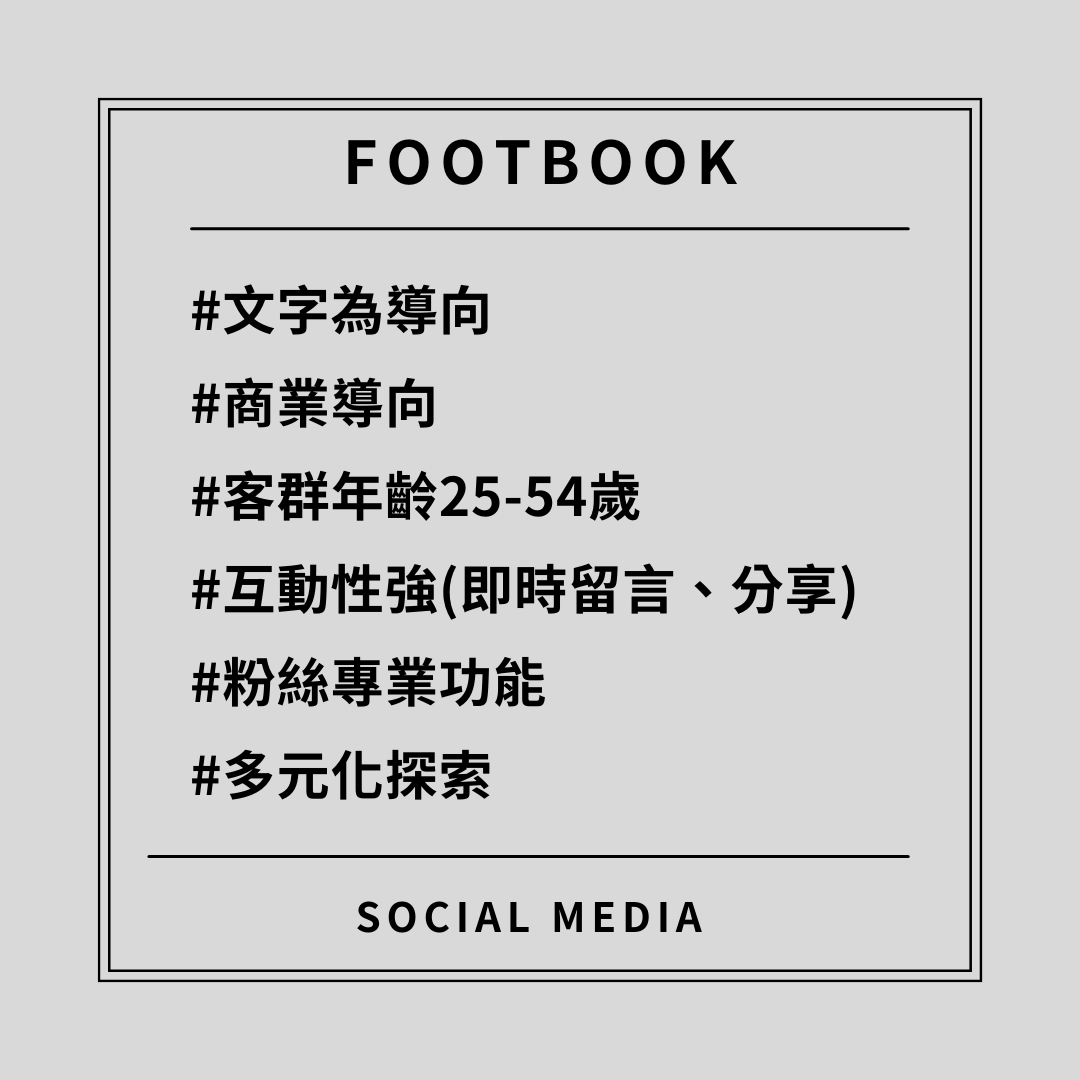 FOOTBOOK
#文字為導向
#商業導向
#客群年齡25-54歲
#互動性強(即時留言、分享)
#粉絲專業功能
#多元化探索
SOCIAL MEDIA